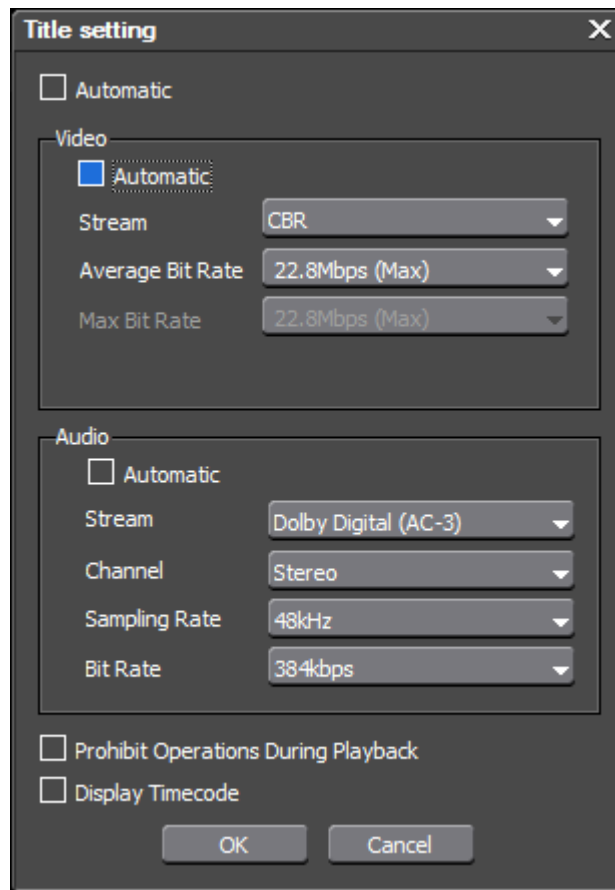 Title setting
Automatic
Video
Automatic
Stream CBR
Average Bit Rate 22.8Mbps (Max)
Max Bit Rate 22.8Mbps (Max)
Audio
Automatic
Stream Dolby Digital (AC-3)
Channel Stereo
Sampling Rate 48kHz
Bit Rate 384kbps
Prohibit Operations During Playback
Display Timecode
OK Cancel